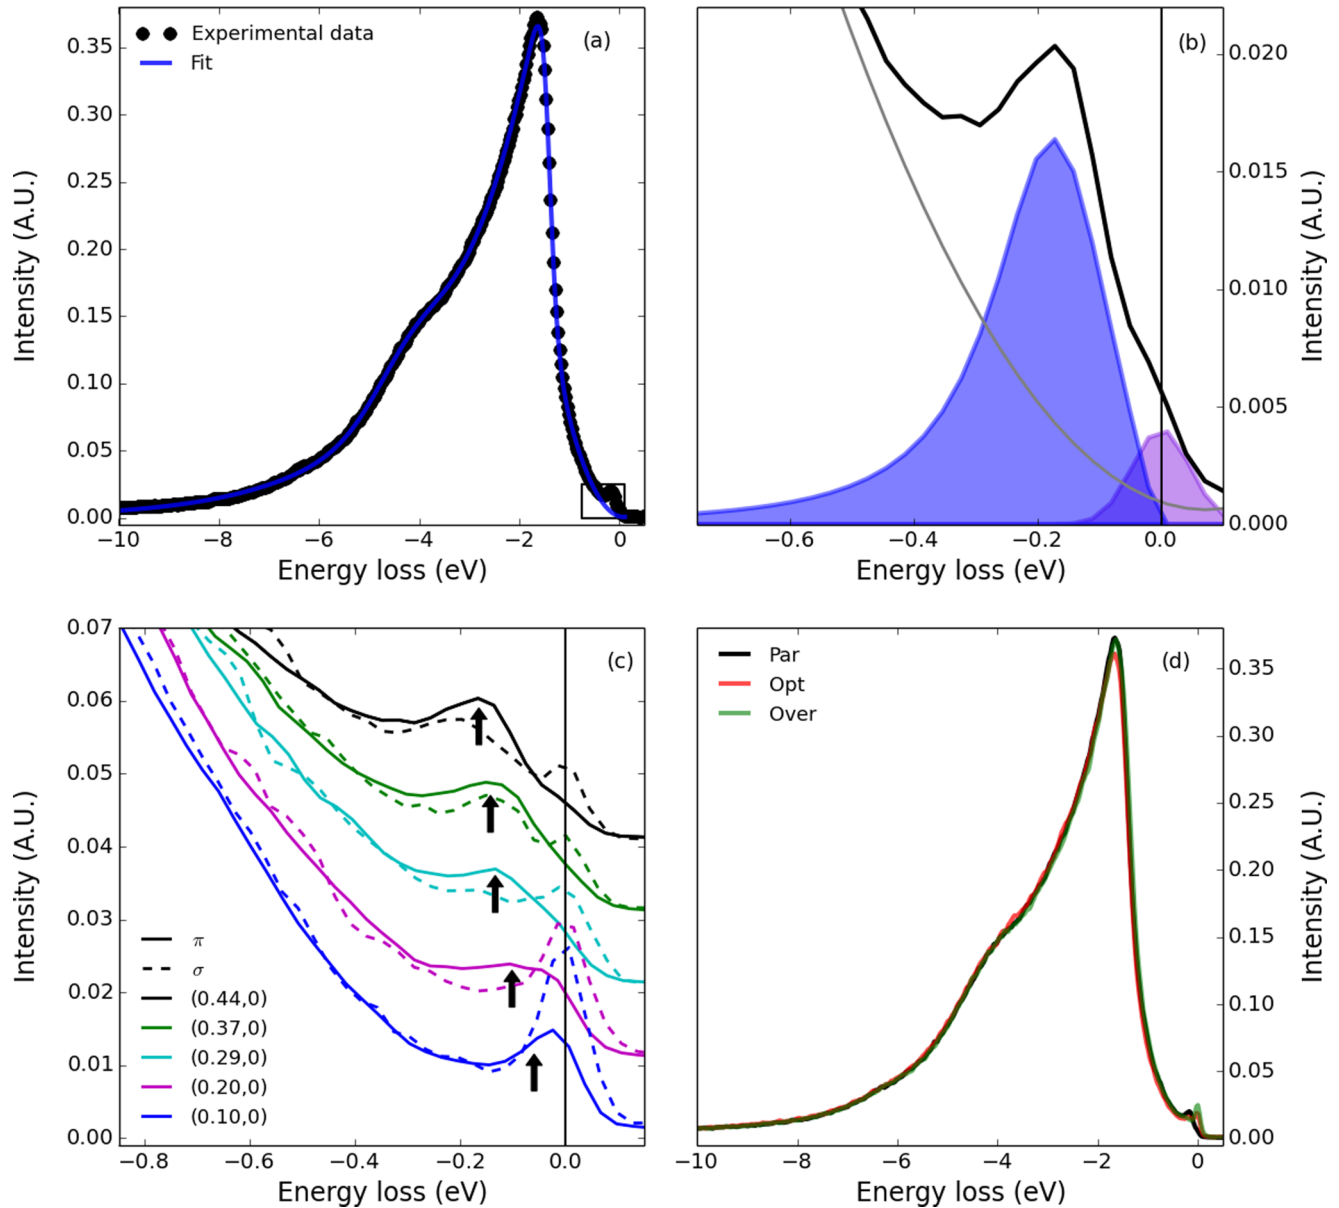 Experimental data
Fit
(a)
Intensity (A.U.)
0.35
0.30
0.25
0.20
0.15
0.10
0.05
0.00
−10
−8
−6
−4
−2
0
Energy loss (eV)
(b)
0.020
0.015
0.010
0.005
0.000
Intensity (A.U.)
−0.6
−0.4
−0.2
0.0
Energy loss (eV)
(c)
Intensity (A.U.)
0.07
0.06
0.05
0.04
0.03
0.02
0.01
0.00
π
σ
(0.44,0)
(0.37,0)
(0.29,0)
(0.20,0)
(0.10,0)
−0.8
−0.6
−0.4
−0.2
0.0
Energy loss (eV)
Par
Opt
Over
(d)
0.35
0.30
0.25
0.20
0.15
0.10
0.05
0.00
Intensity (A.U.)
−10
−8
−6
−4
−2
0
Energy loss (eV)